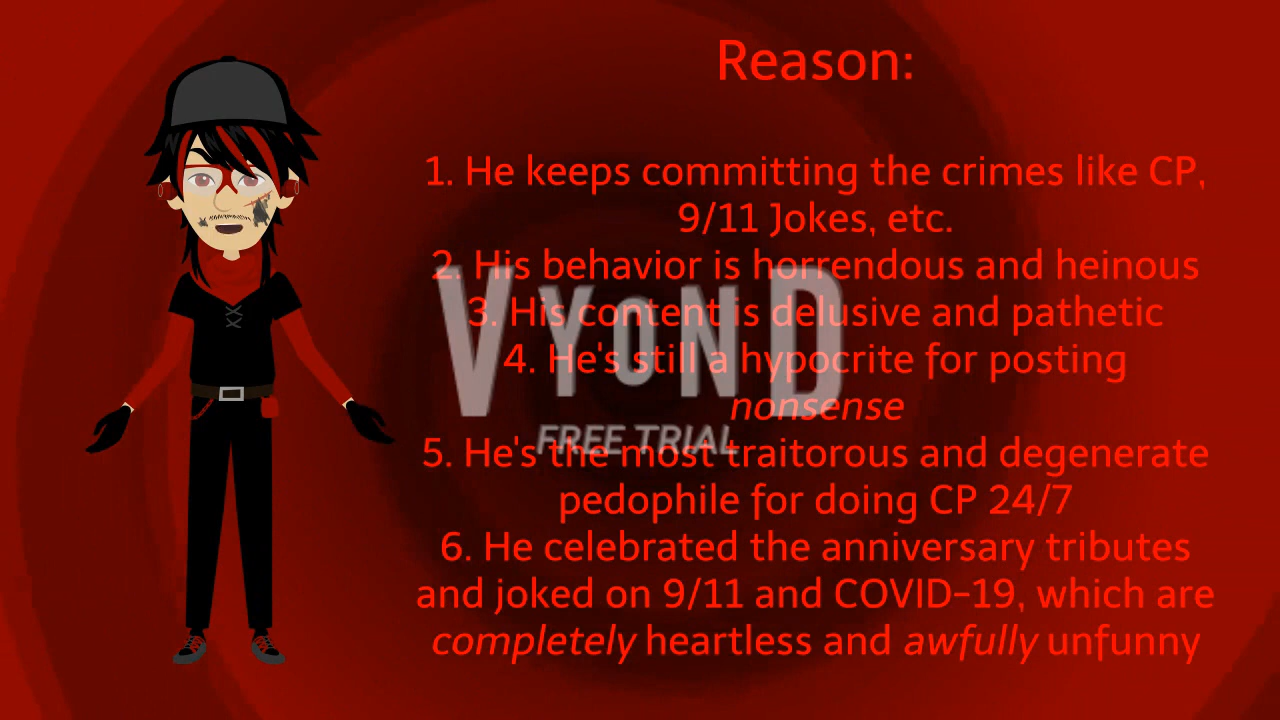 Reason:
1. He keeps committing the crimes like CP,
9/11 Jokes, etc.
2. His behavior is horrendous and heinous
3. His content is delusive and pathetic
4. He's still a hypocrite for posting
nonsense
5. He's the most traitorous and degenerate
pedophile for doing CP 24/7
6. He celebrated the anniversary tributes
and joked on 9/11 and COVID-19, which are
completely heartless and awfully unfunny
VYOND
FREE TRIAL